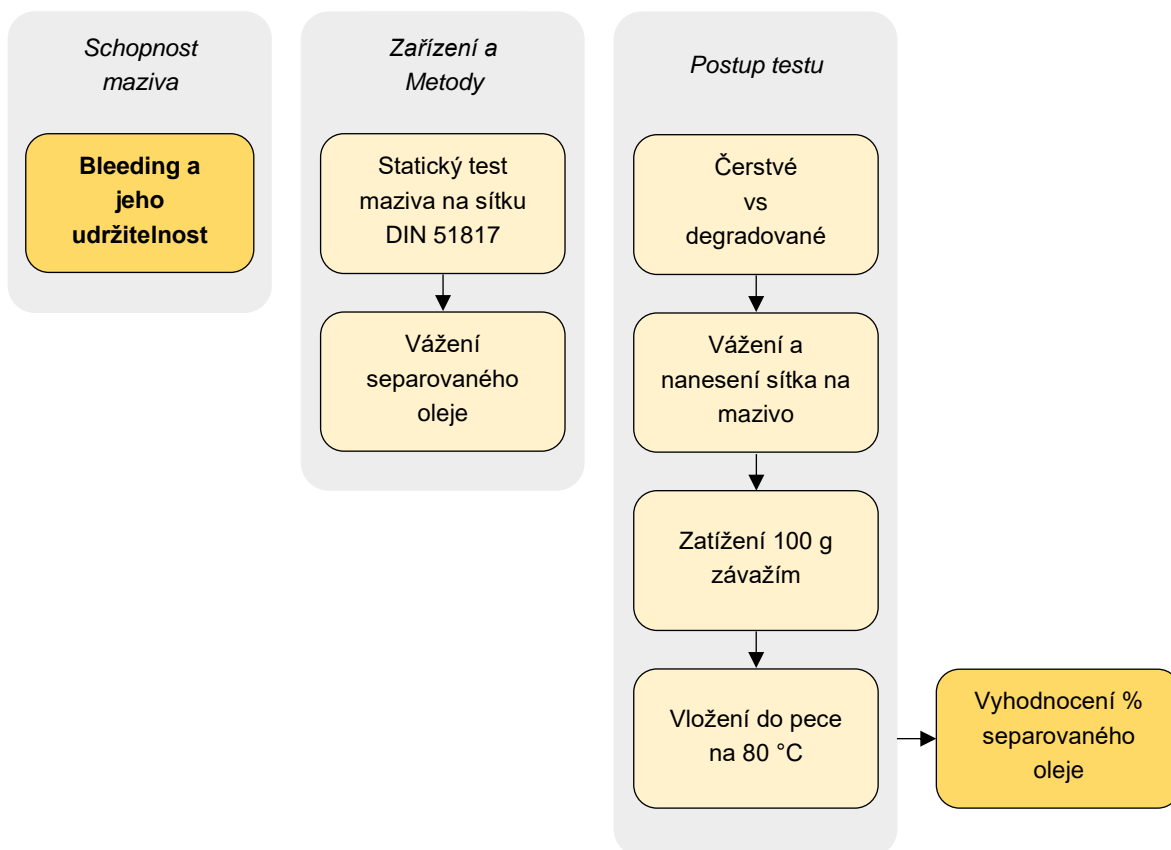 Schopnost
maziva
Bleeding a
jeho
udržitelnost
Zařízení a
Metody
Statický test
maziva na sítku
DIN 51817
Vážení
separovaného
oleje
Postup testu
Čerstvé
vs
degradované
Vážení a
nanesení sítka na
mazivo
Zatížení 100 g
závažím
Vložení do pece
na 80 °C
Vyhodnocení %
separovaného
oleje